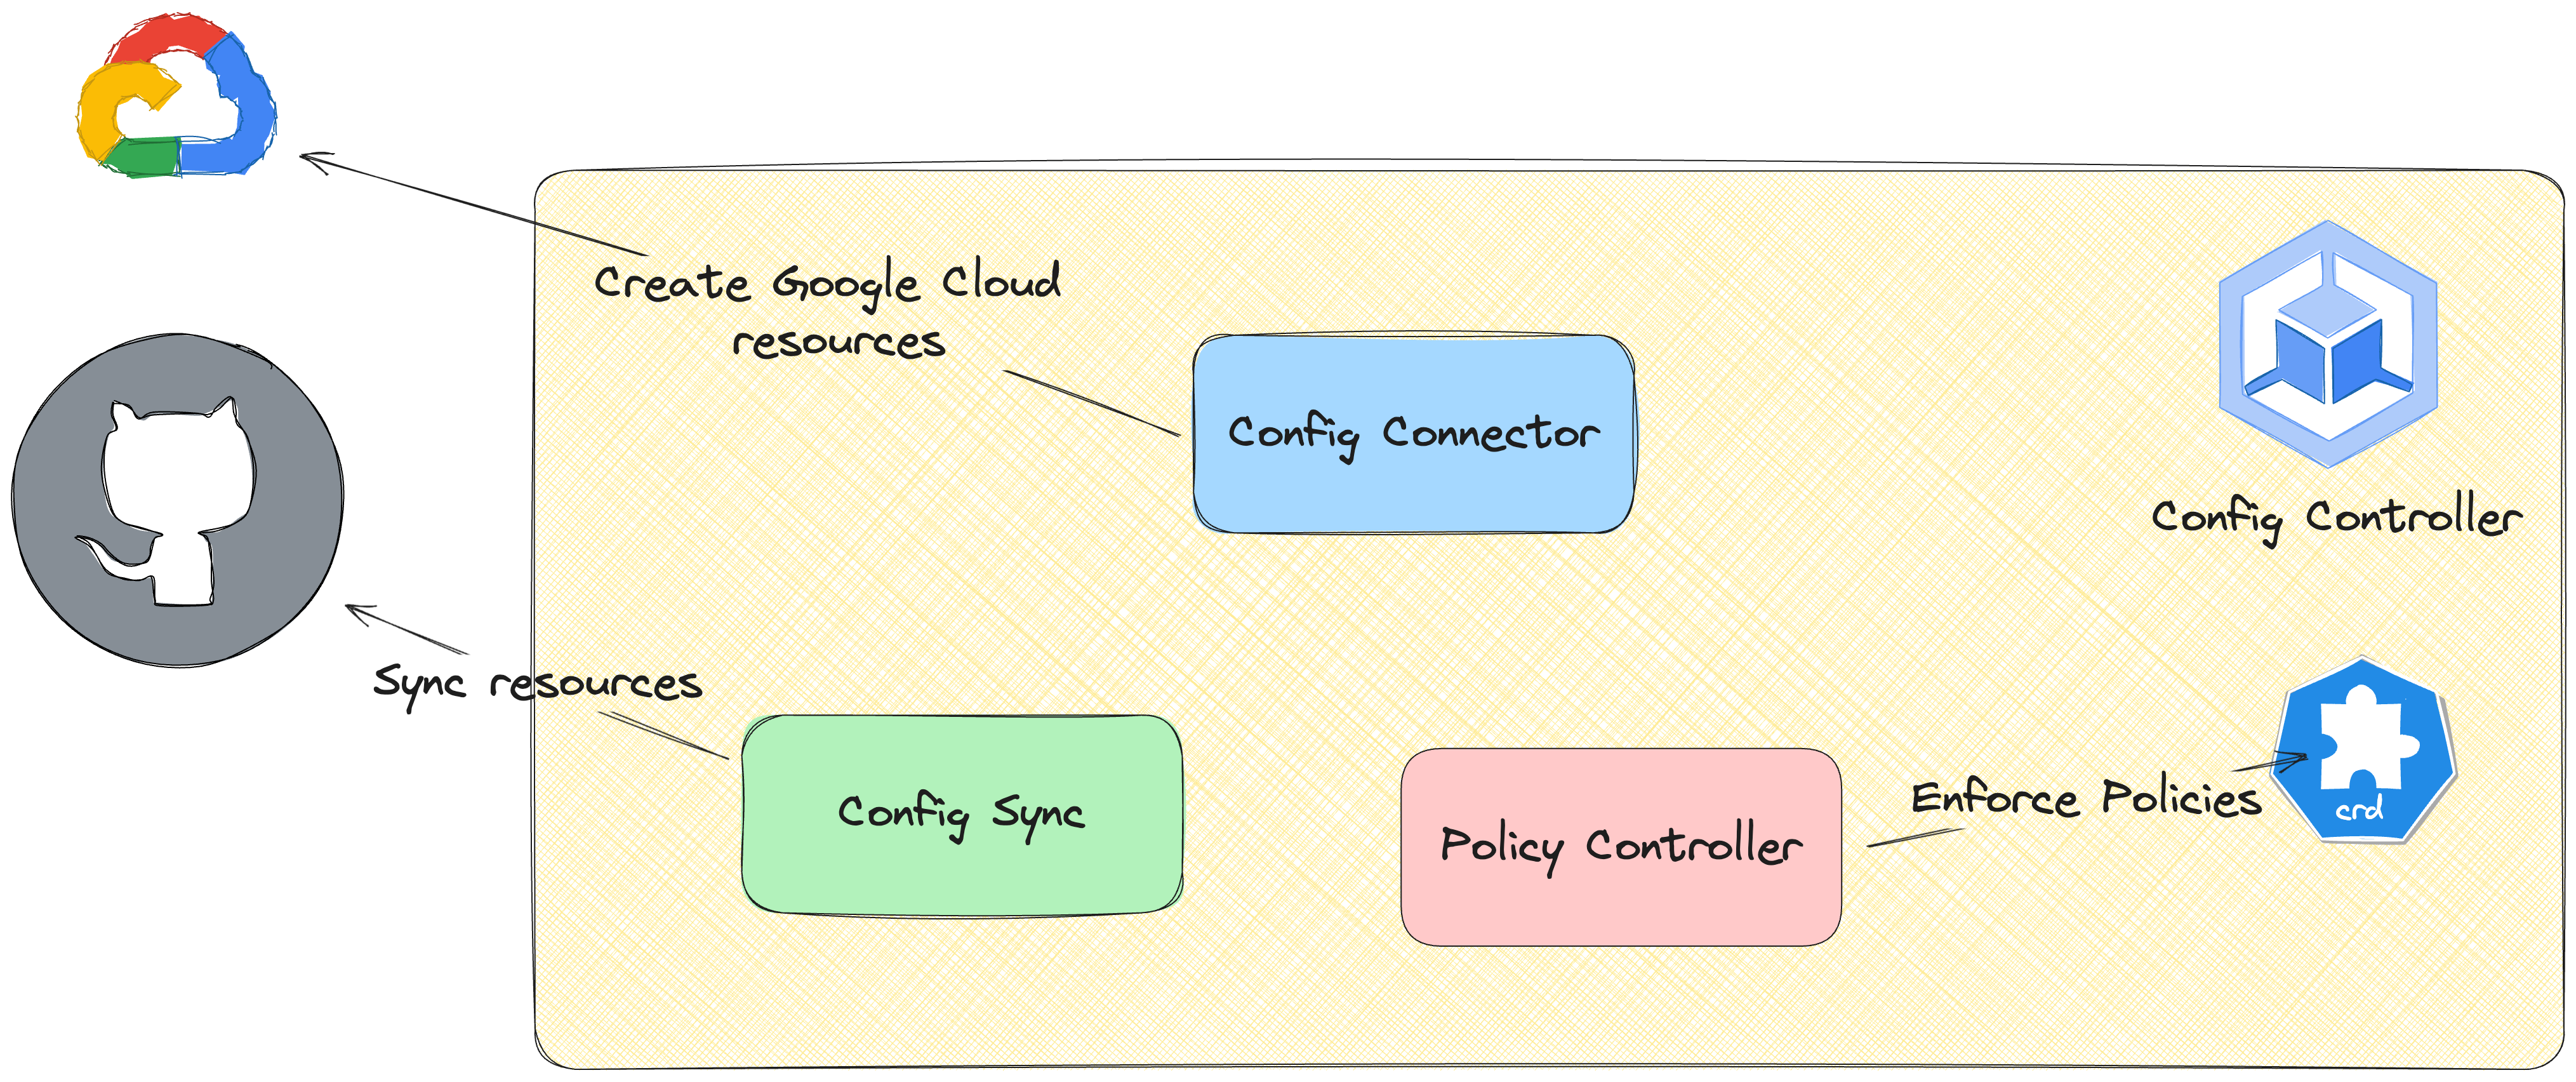 Create Google Cloud
resources
Config Connector
Config Controller
Sync resources
Config Sync
Policy Controller
Enforce Policies
crd